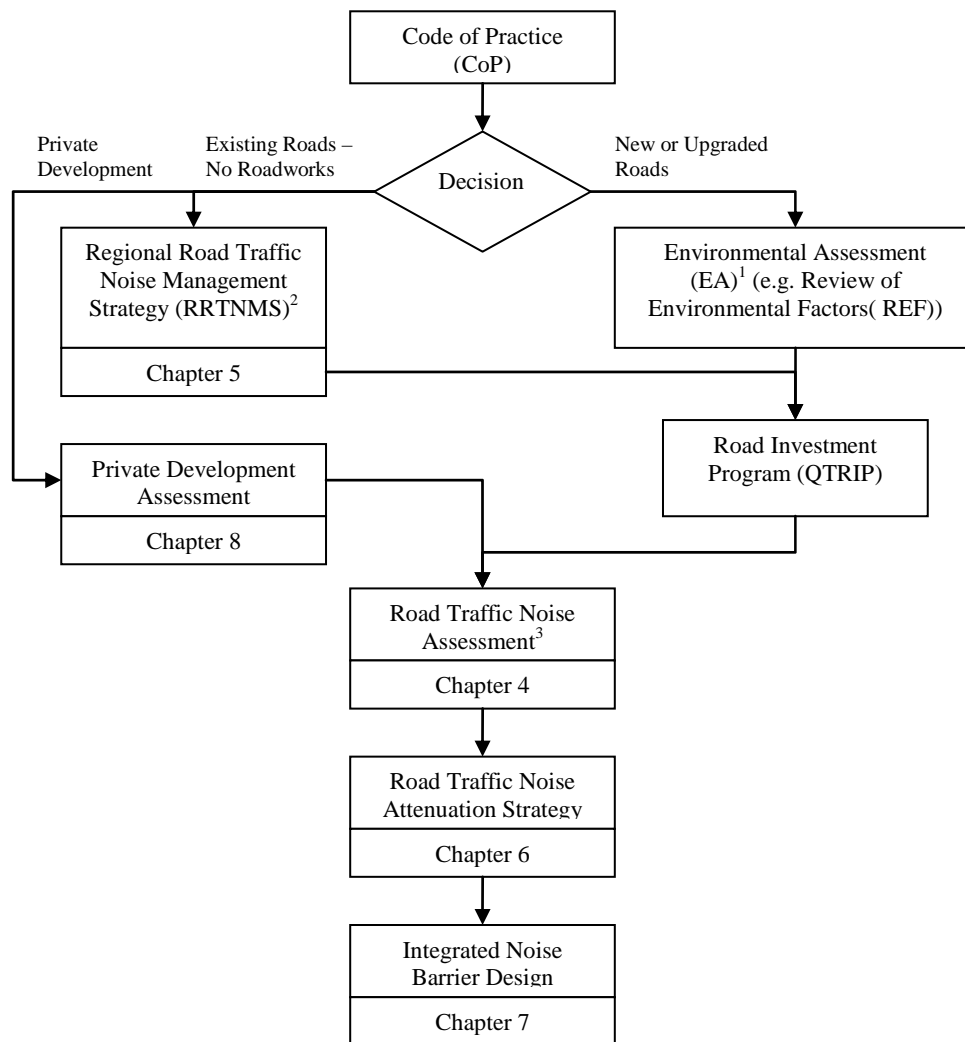 Code of Practice
(CoP)
Private
Development
Existing Roads –
No Roadworks
Decision
New or Upgraded
Roads
Regional Road Traffic
Noise Management
Strategy (RRTNMS)2
Chapter 5
Environmental Assessment
(EA)1 (e.g. Review of
Environmental Factors( REF))
Road Investment
Program (QTRIP)
Private Development
Assessment
Chapter 8
Road Traffic Noise
Assessment3
Chapter 4
Road Traffic Noise
Attenuation Strategy
Chapter 6
Integrated Noise
Barrier Design
Chapter 7